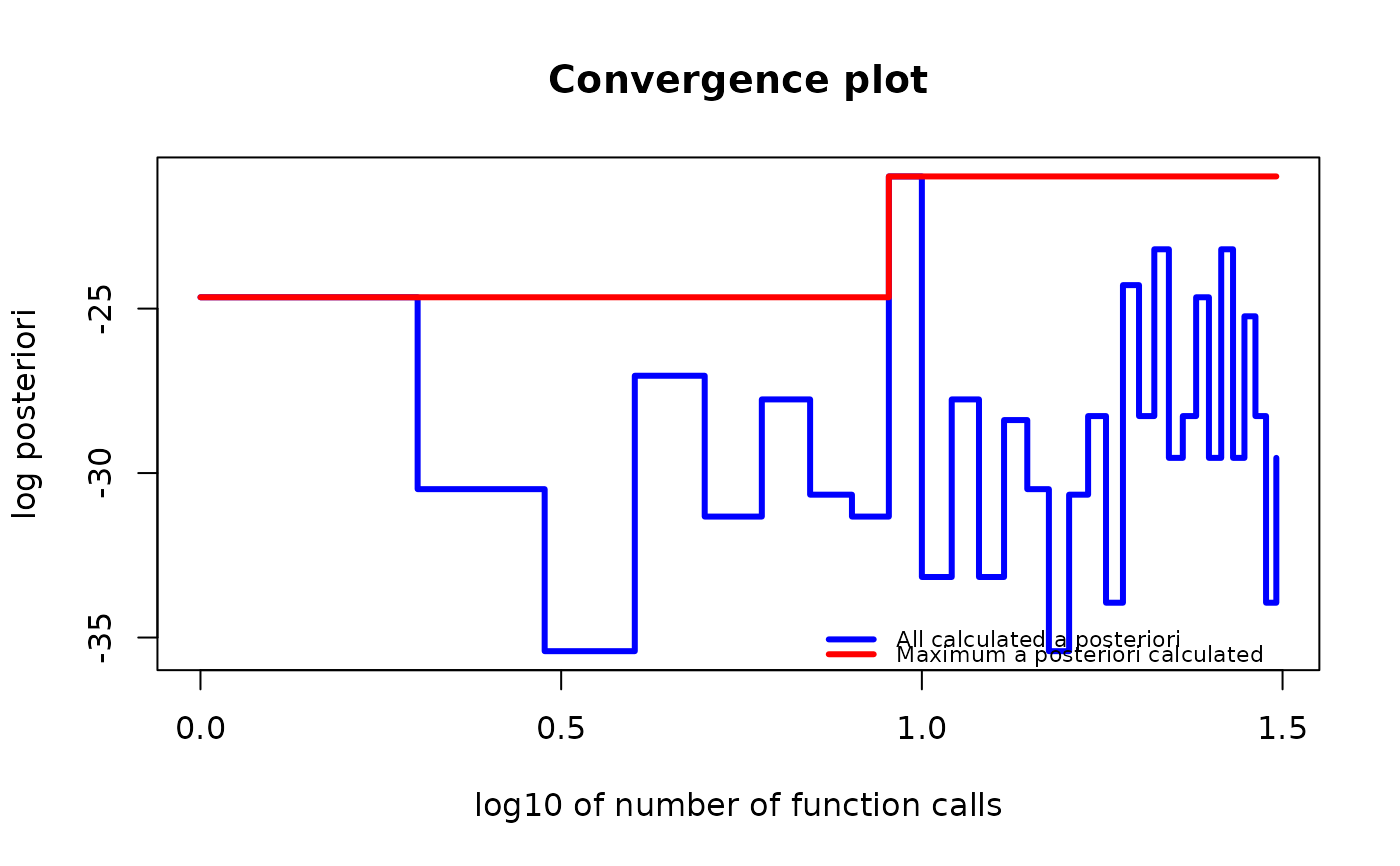 Convergence plot
log posteriori
-25
-30
-35
All calculated a posteriori
Maximum a posteriori calculated
0.0 0.5 1.0 1.5
log10 of number of function calls